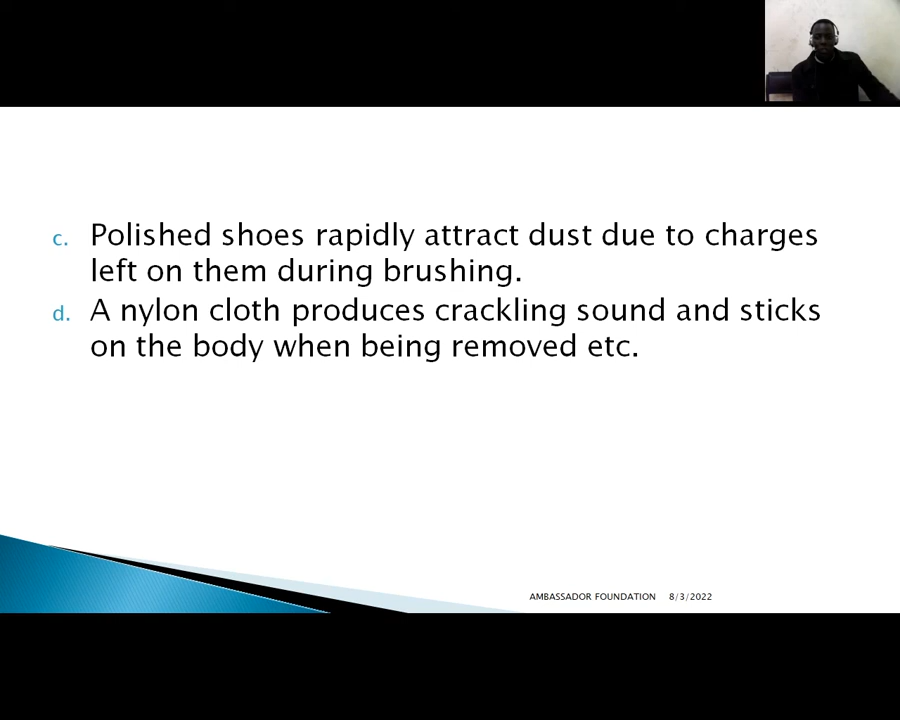 c. Polished shoes rapidly attract dust due to charges
left on them during brushing.
d. A nylon cloth produces crackling sound and sticks
on the body when being removed etc.
AMBASSADOR FOUNDATION 8/3/2022